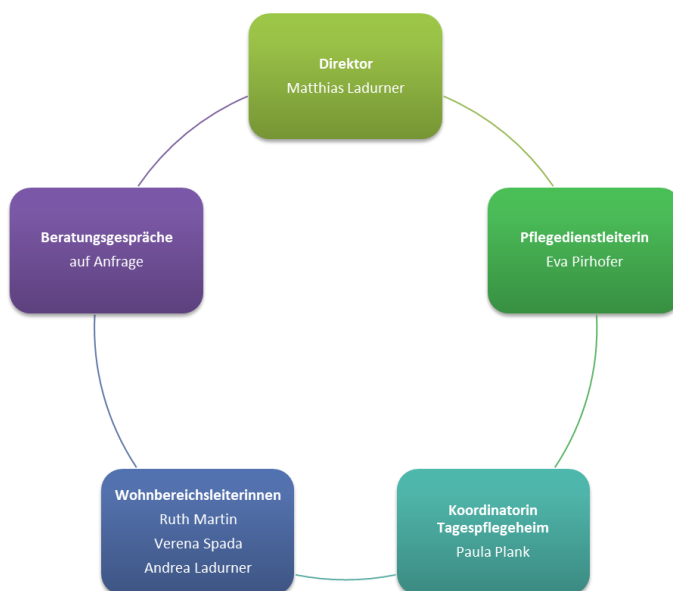 Direktor
Matthias Ladurner
Beratungsgespräche
auf Anfrage
Pflegedienstleiterin
Eva Pirhofer
Wohnbereichsleiterinnen
Ruth Martin
Verena Spada
Andrea Ladurner
Koordinatorin
Tagespflegeheim
Paula Plank